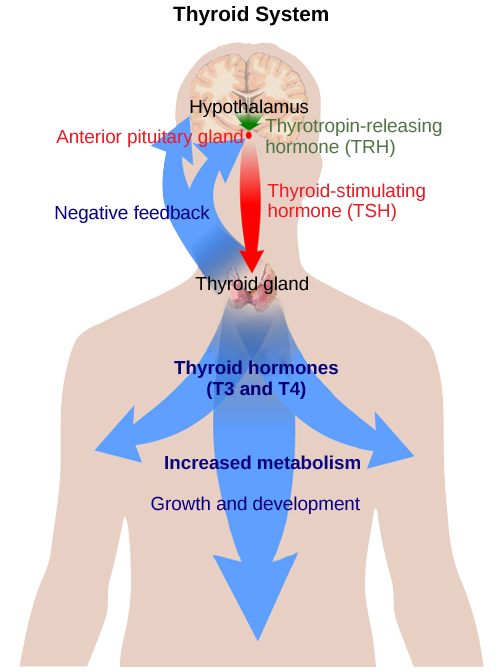 Thyroid System
Hypothalamus
Anterior pituitary gland
Thyrotropin-releasing
hormone (TRH)
Thyroid-stimulating
hormone (TSH)
Negative feedback
Thyroid gland
Thyroid hormones
(T3 and T4)
Increased metabolism
Growth and development